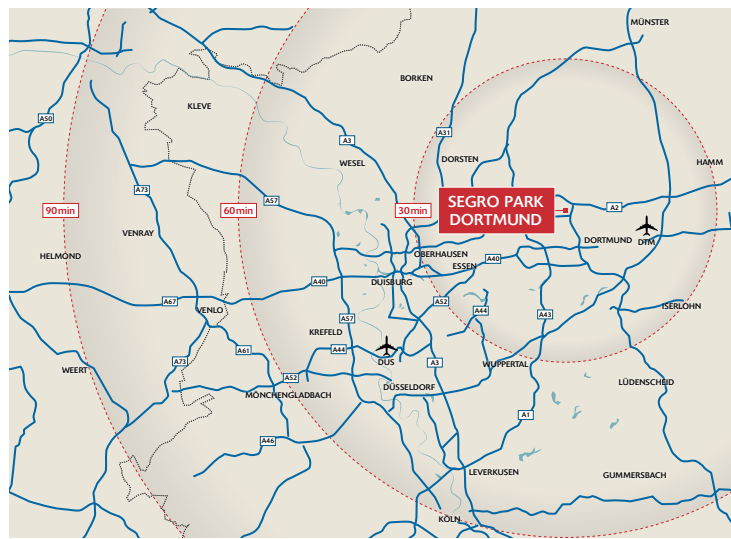 MÜNSTER
BORKEN
KLEVE
A50
A31
A3
DORSTEN
WESEL
HAMM
A73
A57
SEGRO PARK
DORTMUND
90min
60min
30min
A2
VENRAY
DORTMUND
DTM
HELMOND
OBERHAUSEN
ESSEN
A40
A40
DUISBURG
A67
A52
VENLO
A44
A43
ISERLOHN
A57
KREFELD
A44
A73
A61
DUS
A3
WUPPERTAL
WEERT
A52
DÜSSELDORF
LÜDENSCHEID
MÖNCHENGLADBACH
A1
A46
LEVERKUSEN
GUMMERSBACH
KÖLN